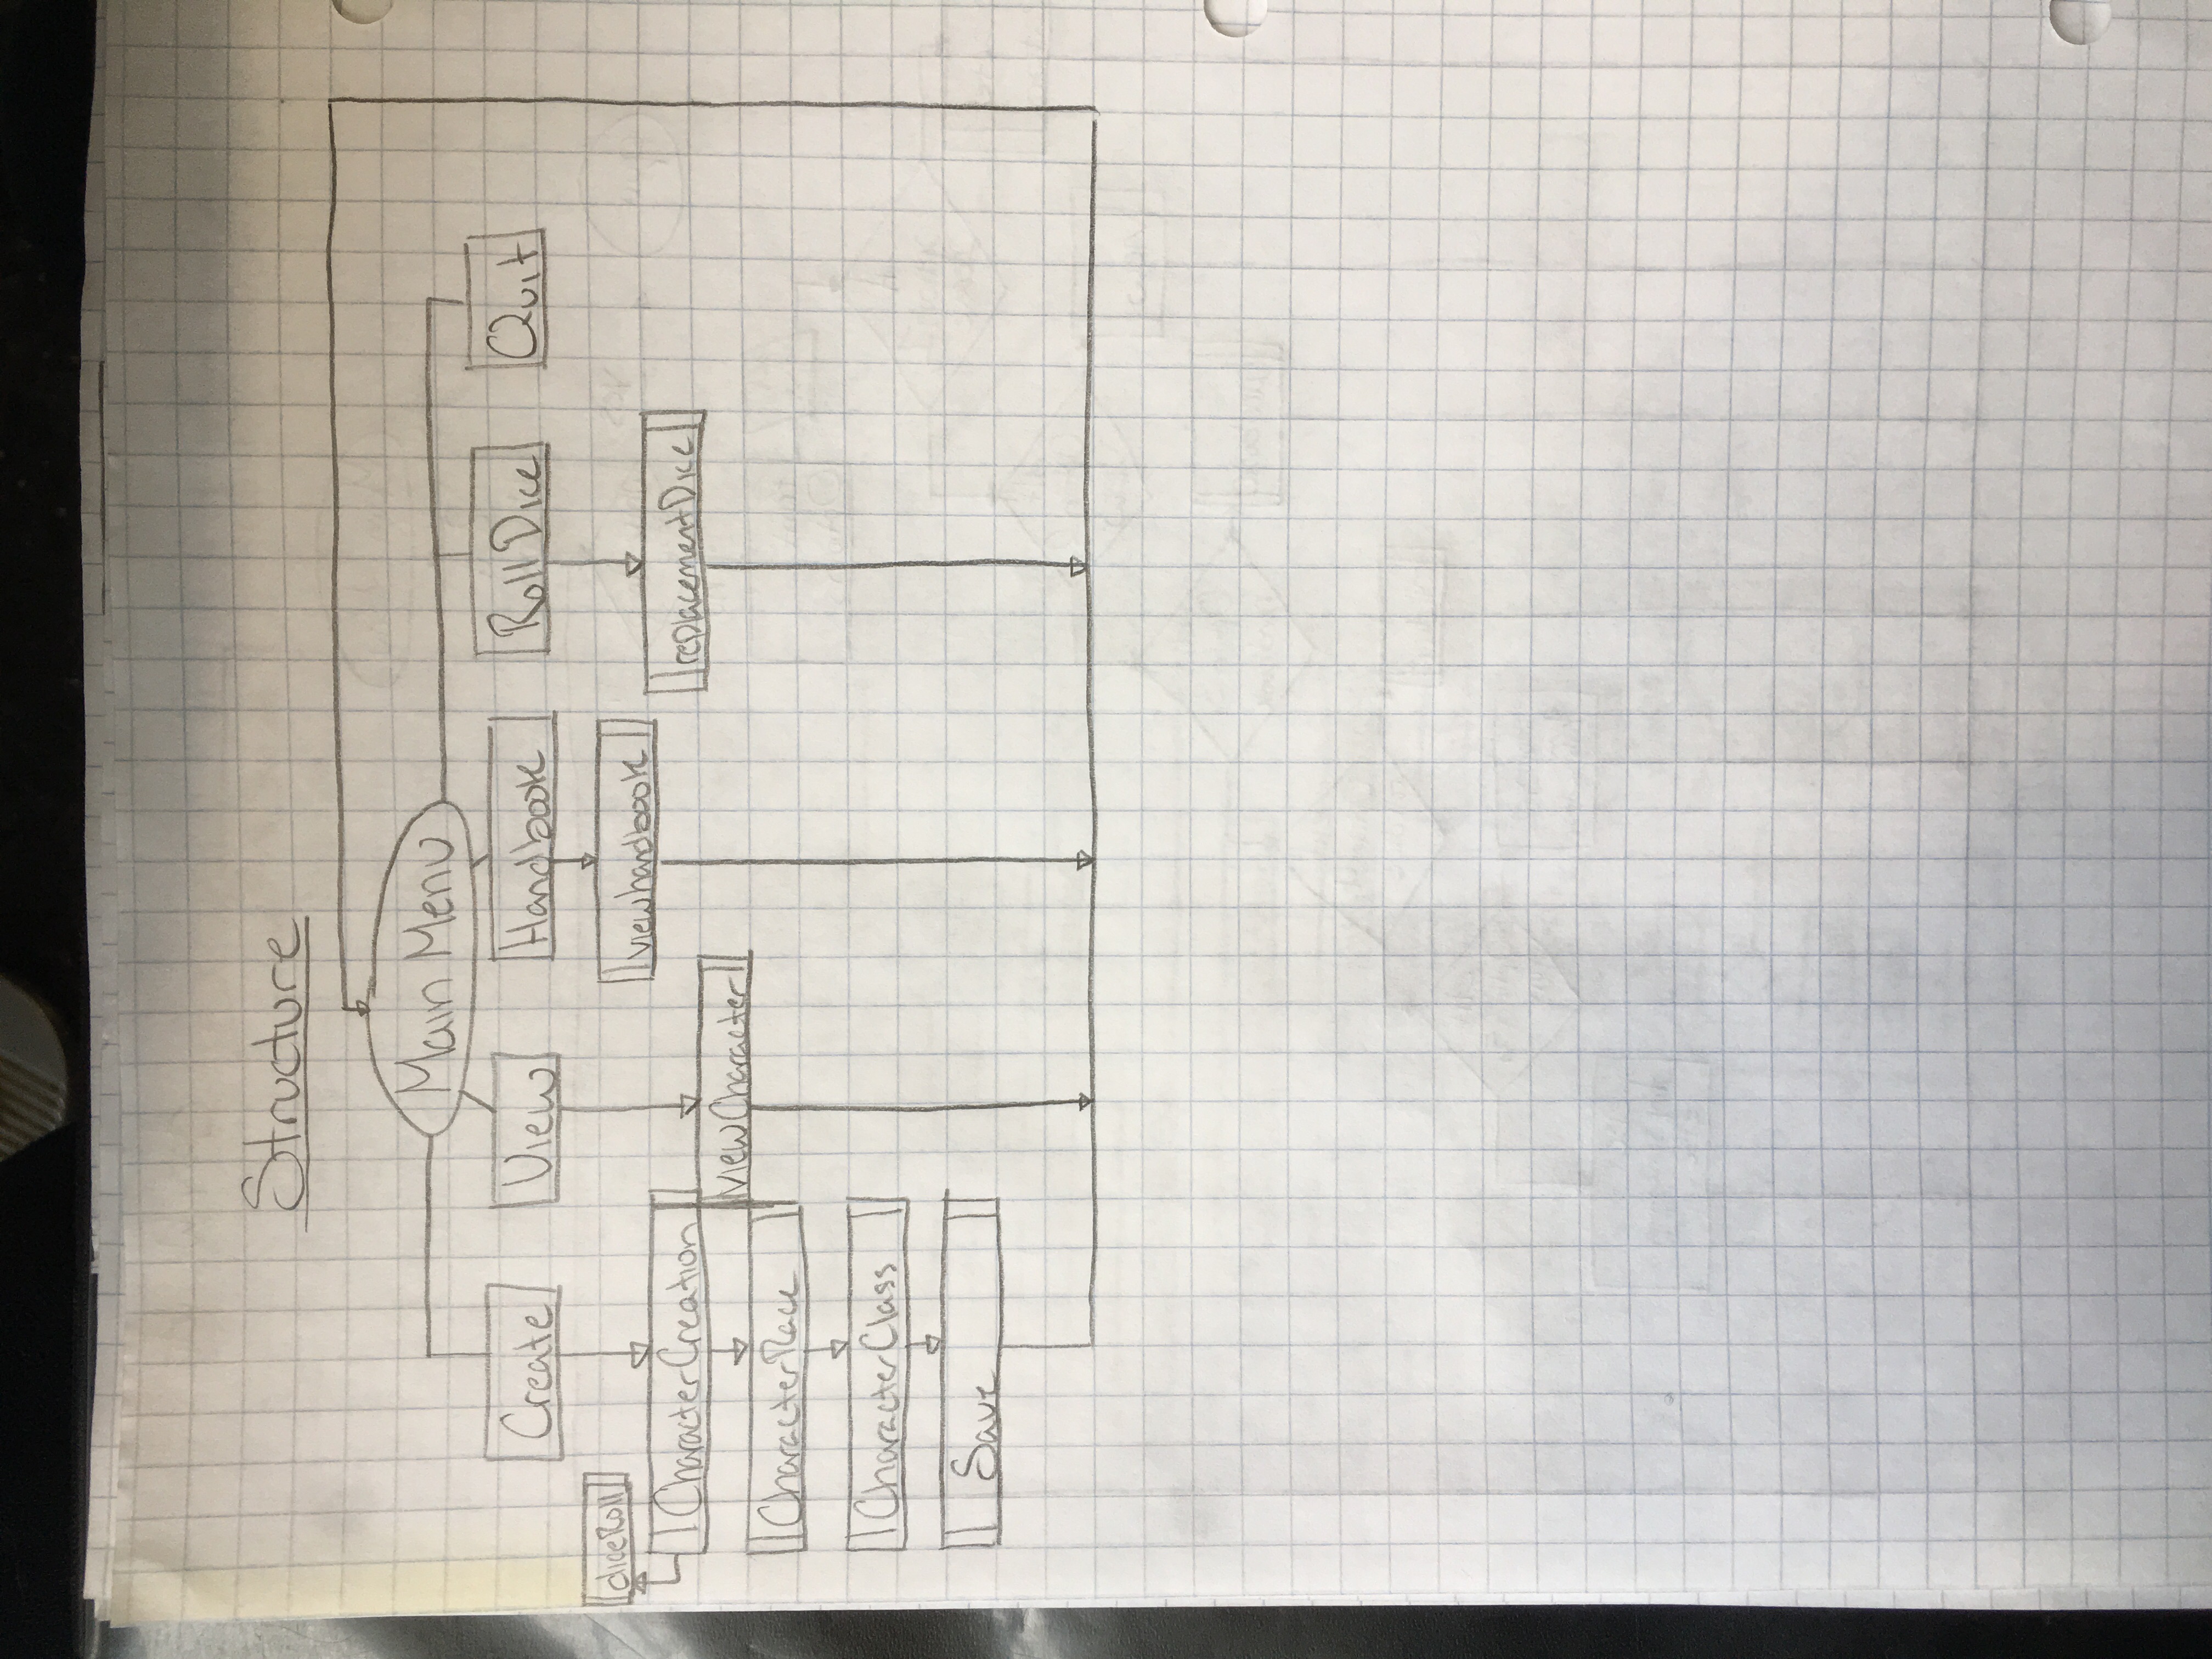 Structure
Main Menu
Create
View
Handbook
Roll Dice
Quit
diceRoll
viewhandbook
CharacterCreation
replacementDice
viewCharacter
CharacterRace
CharacterClass
Save